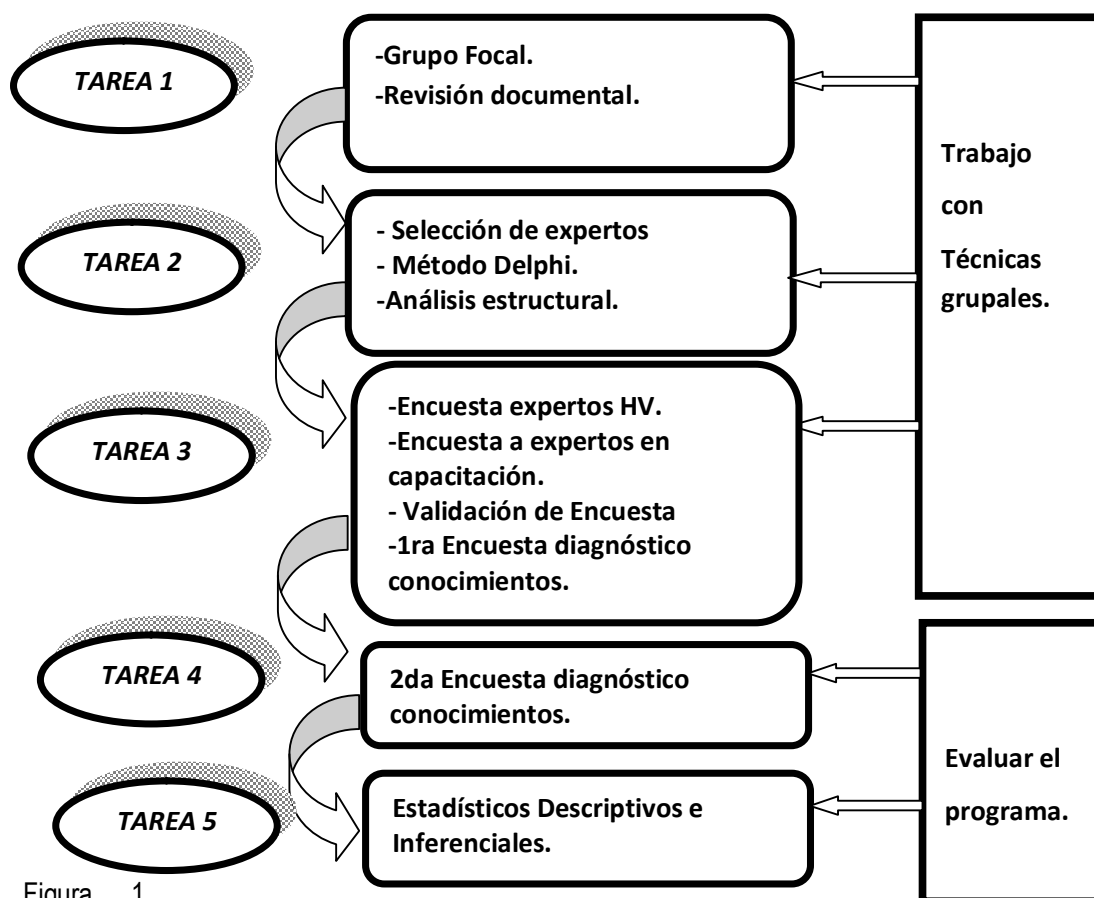 TAREA 1
-Grupo Focal.
-Revisión documental.
TAREA 2
- Selección de expertos
- Método Delphi.
-Análisis estructural.
TAREA 3
-Encuesta expertos HV.
-Encuesta a expertos en
capacitación.
- Validación de Encuesta
-1ra Encuesta diagnóstico
conocimientos.
Trabajo
con
Técnicas
grupales.
TAREA 4
2da Encuesta diagnóstico
conocimientos.
TAREA 5
Estadísticos Descriptivos e
Inferenciales.
Evaluar el
programa.
Figura 1